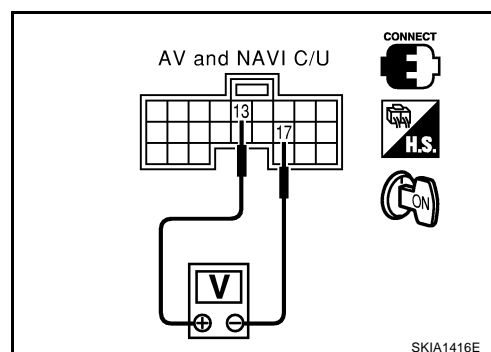 CONNECT
AV and NAVI C/U
13
17
H.S.
ON
V
+ −
SKIA1416E